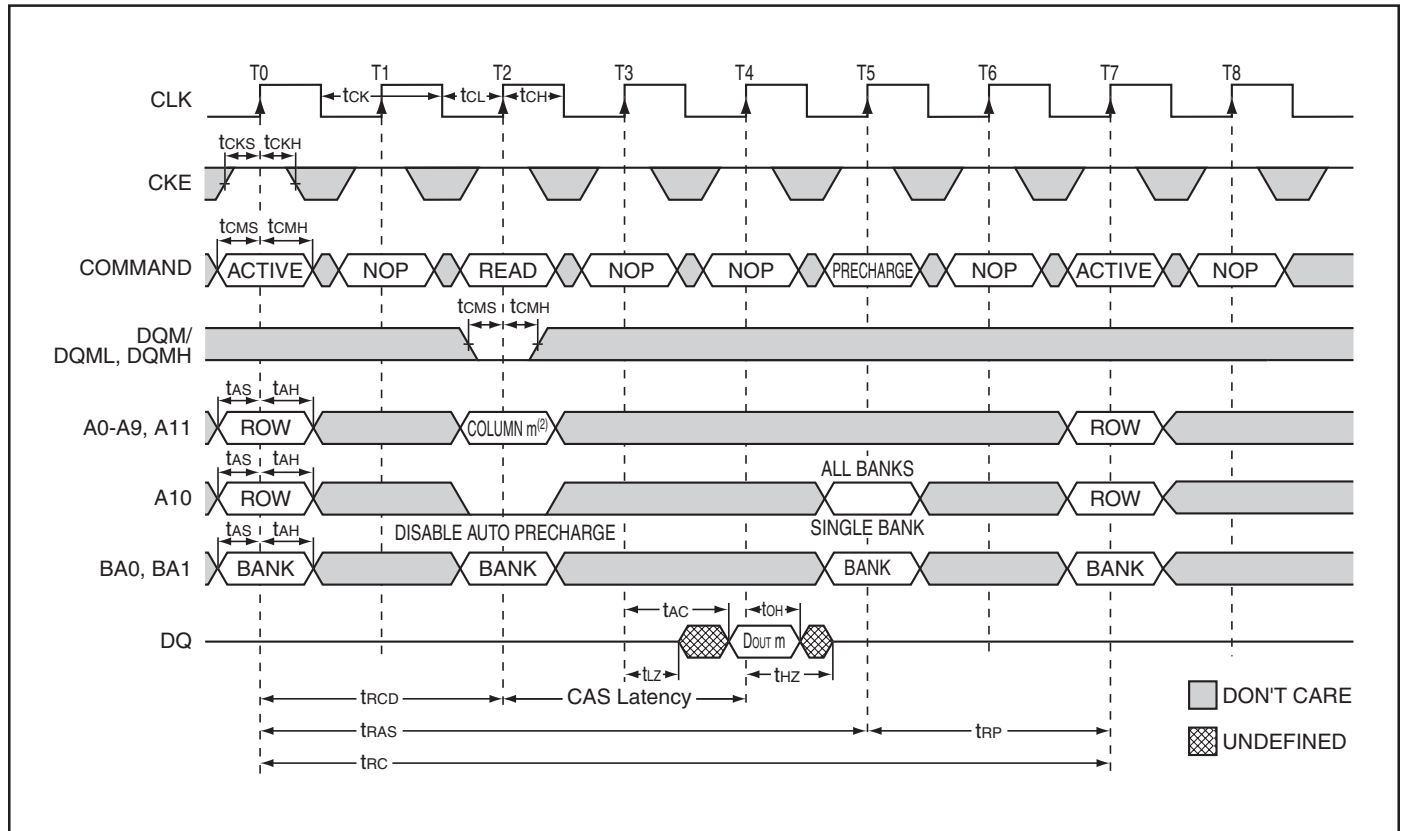 T0 T1 T2 T3 T4 T5 T6 T7 T8
CLK tCK tCL tCH
tCKS tCKH
CKE
tCMS tCMH
COMMAND ACTIVE NOP READ NOP NOP PRECHARGE NOP ACTIVE NOP
tCMS tCMH
DQM/
DQML, DQMH
tAS tAH
A0-A9, A11 ROW COLUMN m(2) ROW
tAS tAH ALL BANKS
A10 ROW ROW
tAS tAH DISABLE AUTO PRECHARGE SINGLE BANK
BA0, BA1 BANK BANK BANK BANK
tAC tOH
DQ DOUT m
tLZ tHZ
tRCD CAS Latency DON'T CARE
tRAS tRP
UNDEFINED
tRC